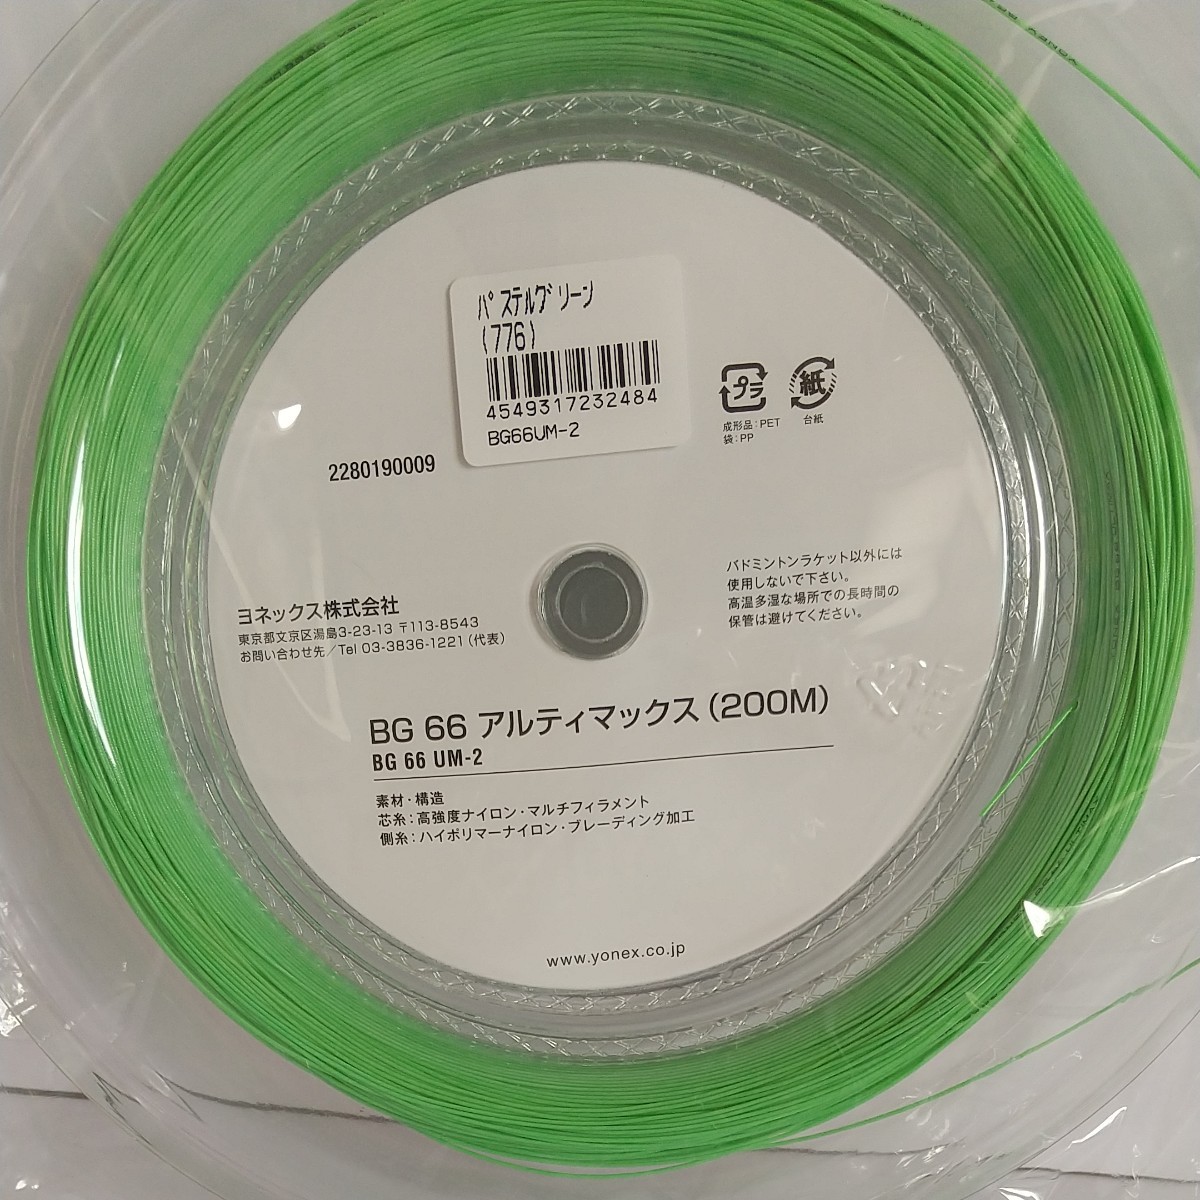 パステルグリーン
(776)
4549317232484
BG66UM-2
プラ
紙
成形品：PET
袋：PP
台紙
2280190009
ヨネックス株式会社
東京都文京区湯島3-23-13 〒113-8543
お問い合わせ先／Tel 03-3836-1221（代表）
バドミントンラケット以外には
使用しないで下さい。
高温多湿な場所での長時間の
保管は避けてください。
BG 66 アルティマックス（200M）
BG 66 UM-2
素材・構造
芯糸：高強度ナイロン・マルチフィラメント
側糸：ハイポリマーナイロン・ブレーディング加工
www.yonex.co.jp